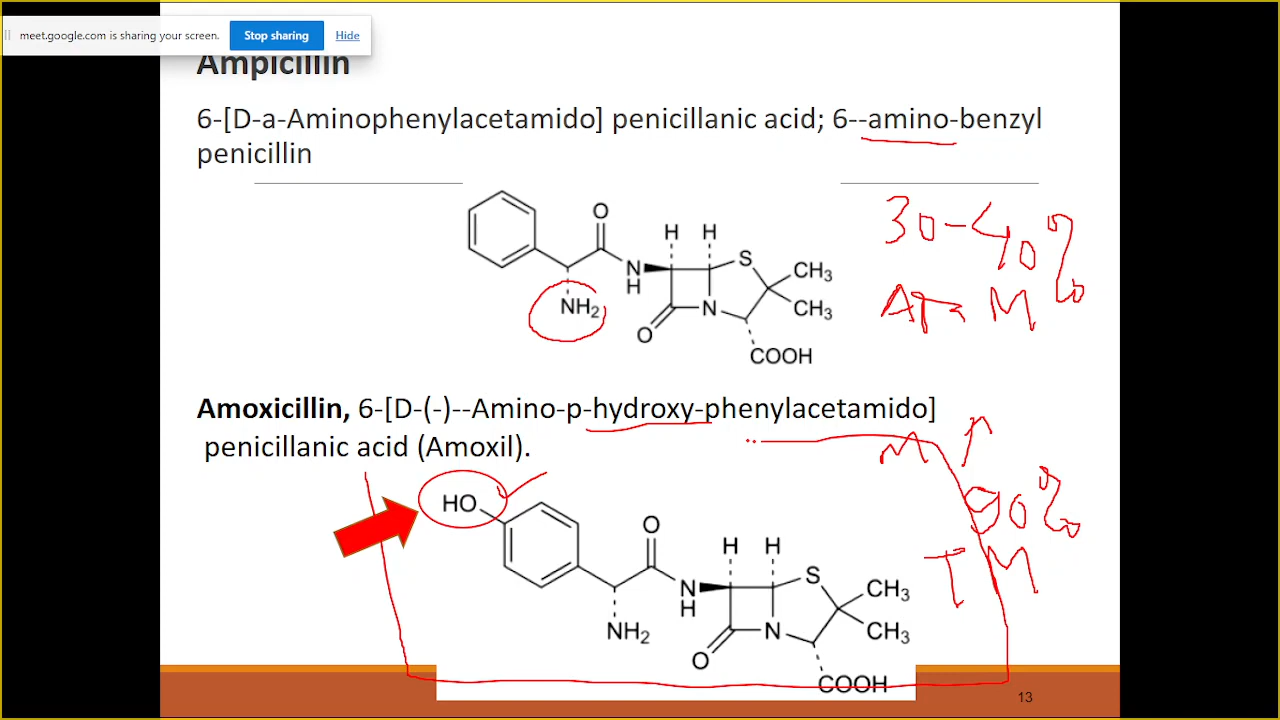 meet.google.com is sharing your screen. Stop sharing Hide
Ampicillin
6-[D-a-Aminophenylacetamido] penicillanic acid; 6--amino-benzyl
penicillin
O
H H
S
CH3
N
H
NH2
N
CH3
O
COOH
30-40%
M
Amoxicillin, 6-[D-(-)--Amino-p-hydroxy-phenylacetamido]
penicillanic acid (Amoxil).
M ↑
90%
T M
HO
O
H H
S
CH3
N
H
NH2
N
CH3
O
COOH
13